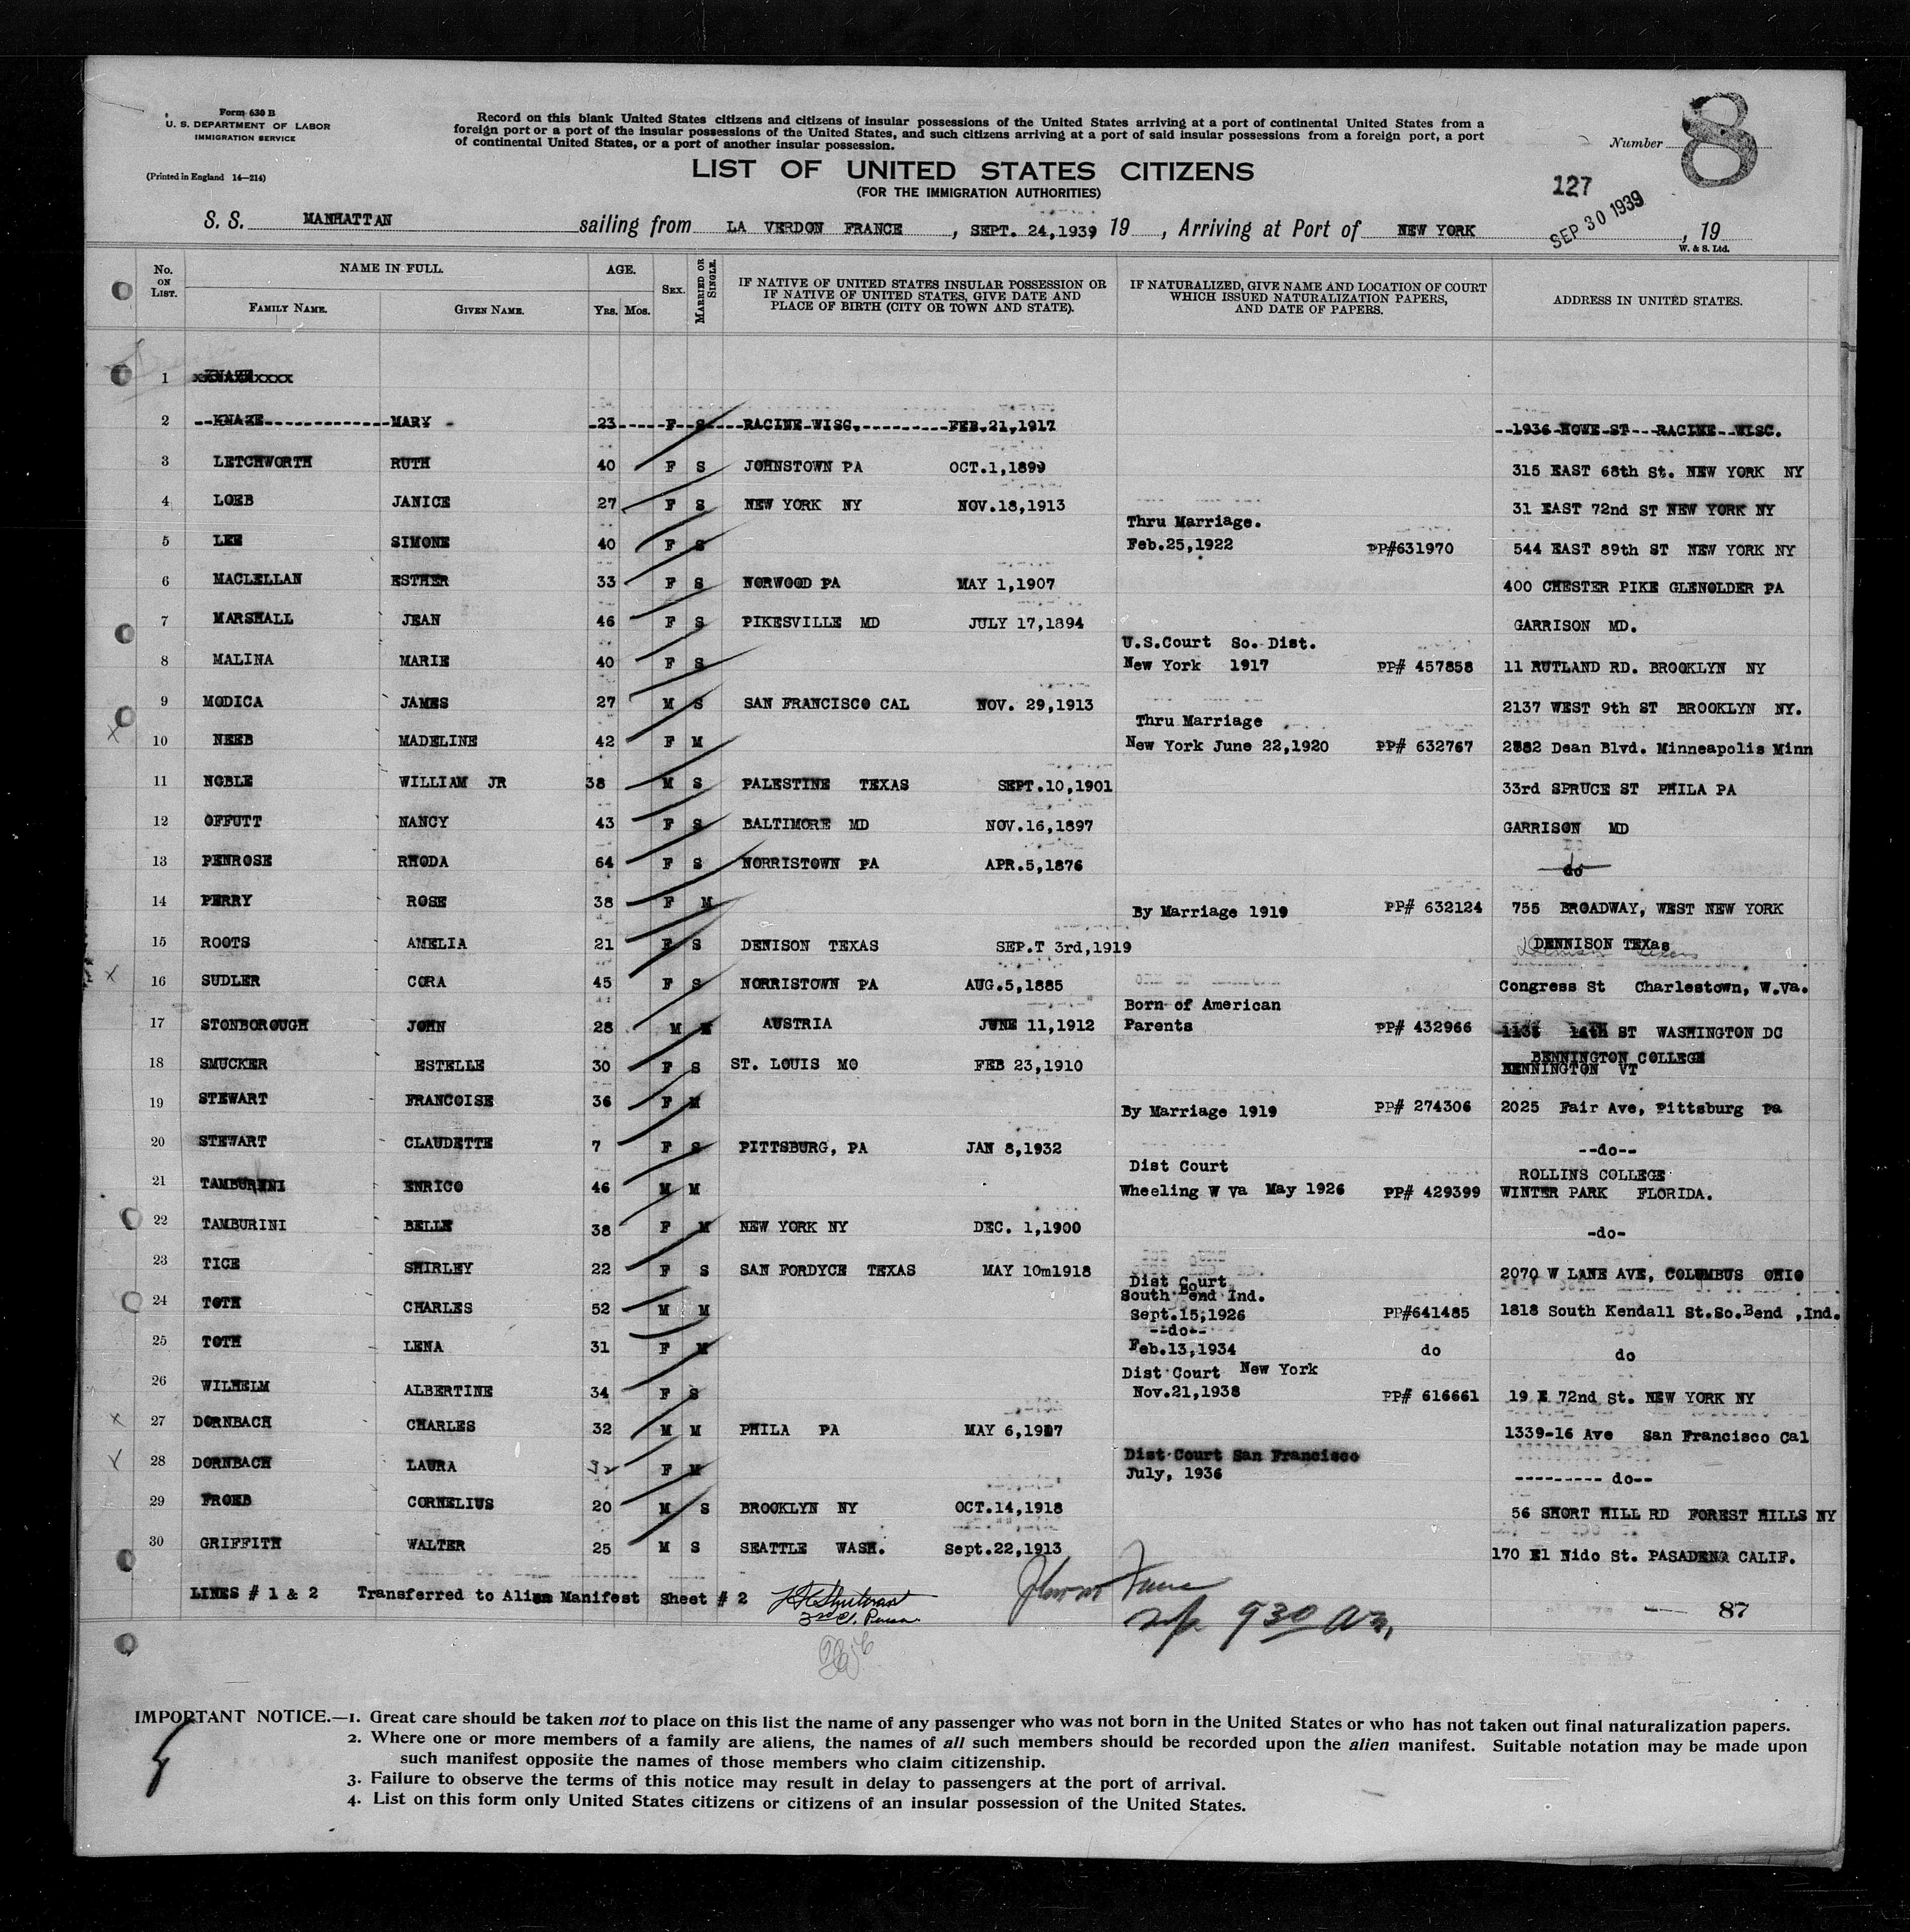 Form 630 B
U. S. DEPARTMENT OF LABOR
IMMIGRATION SERVICE
(Printed in England 14—214)
Record on this blank United States citizens and citizens of insular possessions of the United States arriving at a port of continental United States from a
foreign port or a port of the insular possessions of the United States, and such citizens arriving at a port of said insular possessions from a foreign port, a port
of continental United States, or a port of another insular possession.
Number 8
LIST OF UNITED STATES CITIZENS
(FOR THE IMMIGRATION AUTHORITIES)
127
SEP 30 1939
S. S. MANHATTAN sailing from LA VERDON FRANCE , SEPT. 24,1939 19 , Arriving at Port of NEW YORK , 19
W. & S. Ltd.
No. ON LIST. NAME IN FULL. FAMILY NAME. GIVEN NAME. AGE. YRS. MOS. SEX. MARRIED OR SINGLE. IF NATIVE OF UNITED STATES INSULAR POSSESSION OR IF NATIVE OF UNITED STATES, GIVE DATE AND PLACE OF BIRTH (CITY OR TOWN AND STATE). IF NATURALIZED, GIVE NAME AND LOCATION OF COURT WHICH ISSUED NATURALIZATION PAPERS, AND DATE OF PAPERS. ADDRESS IN UNITED STATES.
1
2 KNAZE MARY 23 F S RACINE WISC. FEB.21,1917 1936 HOWE ST RACINE WISC.
3 LETCHWORTH RUTH 40 F S JOHNSTOWN PA OCT.1,1899 315 EAST 68th St. NEW YORK NY
4 LOEB JANICE 27 F S NEW YORK NY NOV.18,1913 31 EAST 72nd ST NEW YORK NY
Thru Marriage.
5 LEE SIMONE 40 F S Feb.25,1922 PP#631970 544 EAST 89th ST NEW YORK NY
6 MACLELLAN ESTHER 33 F S NORWOOD PA MAY 1,1907 400 CHESTER PIKE GLENOLDER PA
7 MARSHALL JEAN 46 F S PIKESVILLE MD JULY 17,1894 GARRISON MD.
U.S.Court So. Dist.
8 MALINA MARIE 40 F S New York 1917 PP# 457858 11 RUTLAND RD. BROOKLYN NY
9 MODICA JAMES 27 M S SAN FRANCISCO CAL NOV. 29,1913 2137 WEST 9th ST BROOKLYN NY.
Thru Marriage
10 NEEB MADELINE 42 F M New York June 22,1920 PP# 632767 Dean Blvd. Minneapolis Minn
11 NOBLE WILLIAM JR 38 M S PALESTINE TEXAS SEPT.10,1901 33rd SPRUCE ST PHILA PA
12 OFFUTT NANCY 43 F S BALTIMORE MD NOV.16,1897 GARRISON MD
13 PENROSE RHODA 64 F S NORRISTOWN PA APR.5,1876 do
14 PERRY ROSE 38 F M By Marriage 1919 PP# 632124 755 BROADWAY, WEST NEW YORK
15 ROOTS AMELIA 21 F S DENISON TEXAS SEP.T 3rd,1919 DENNISON TEXas
16 SUDLER CORA 45 F S NORRISTOWN PA AUG.5,1885 Congress St Charlestown, W.Va.
Born of American
17 STONBOROUGH JOHN 28 M M AUSTRIA JUNE 11,1912 Parents PP# 432966 ST WASHINGTON DC
BENNINGTON COLLEGE
18 SMUCKER ESTELLE 30 F S ST. LOUIS MO FEB 23,1910 BENNINGTON VT
19 STEWART FRANCOISE 36 F M By Marriage 1919 PP# 274306 2025 Fair Ave, Pittsburg Pa
20 STEWART CLAUDETTE 7 F S PITTSBURG, PA JAN 8,1932 --do--
Dist Court ROLLINS COLLEGE
21 TAMBURINI ENRICO 46 M M Wheeling W Va May 1926 PP# 429399 WINTER PARK FLORIDA.
22 TAMBURINI BELLE 38 F M NEW YORK NY DEC. 1,1900 -do-
23 TICE SHIRLEY 22 F S SAN FORDYCE TEXAS MAY 10m1918 2070 W LANE AVE, COLUMBUS OHIO
Dist Court
South Bend Ind.
24 TOTH CHARLES 52 M M Sept.15,1926 PP#641485 1818 South Kendall St.So.Bend ,Ind.
--do--
25 TOTH LENA 31 F M Feb.13,1934 do do
Dist Court New York
26 WILHELM ALBERTINE 34 F S Nov.21,1938 PP# 616661 19 E 72nd St. NEW YORK NY
27 DORNBACH CHARLES 32 M M PHILA PA MAY 6,1907 1339-16 Ave San Francisco Cal
Dist Court San Francisco
28 DORNBACH LAURA 32 F M July, 1936 --------- do--
29 FROEB CORNELIUS 20 M S BROOKLYN NY OCT.14,1918 56 SHORT HILL RD FOREST HILLS NY
30 GRIFFITH WALTER 25 M S SEATTLE WASH. Sept.22,1913 170 El Nido St. PASADENA CALIF.
LINES # 1 & 2 Transferred to Alien Manifest Sheet # 2
87
930
IMPORTANT NOTICE.—1. Great care should be taken not to place on this list the name of any passenger who was not born in the United States or who has not taken out final naturalization papers.
2. Where one or more members of a family are aliens, the names of all such members should be recorded upon the alien manifest. Suitable notation may be made upon
such manifest opposite the names of those members who claim citizenship.
3. Failure to observe the terms of this notice may result in delay to passengers at the port of arrival.
4. List on this form only United States citizens or citizens of an insular possession of the United States.